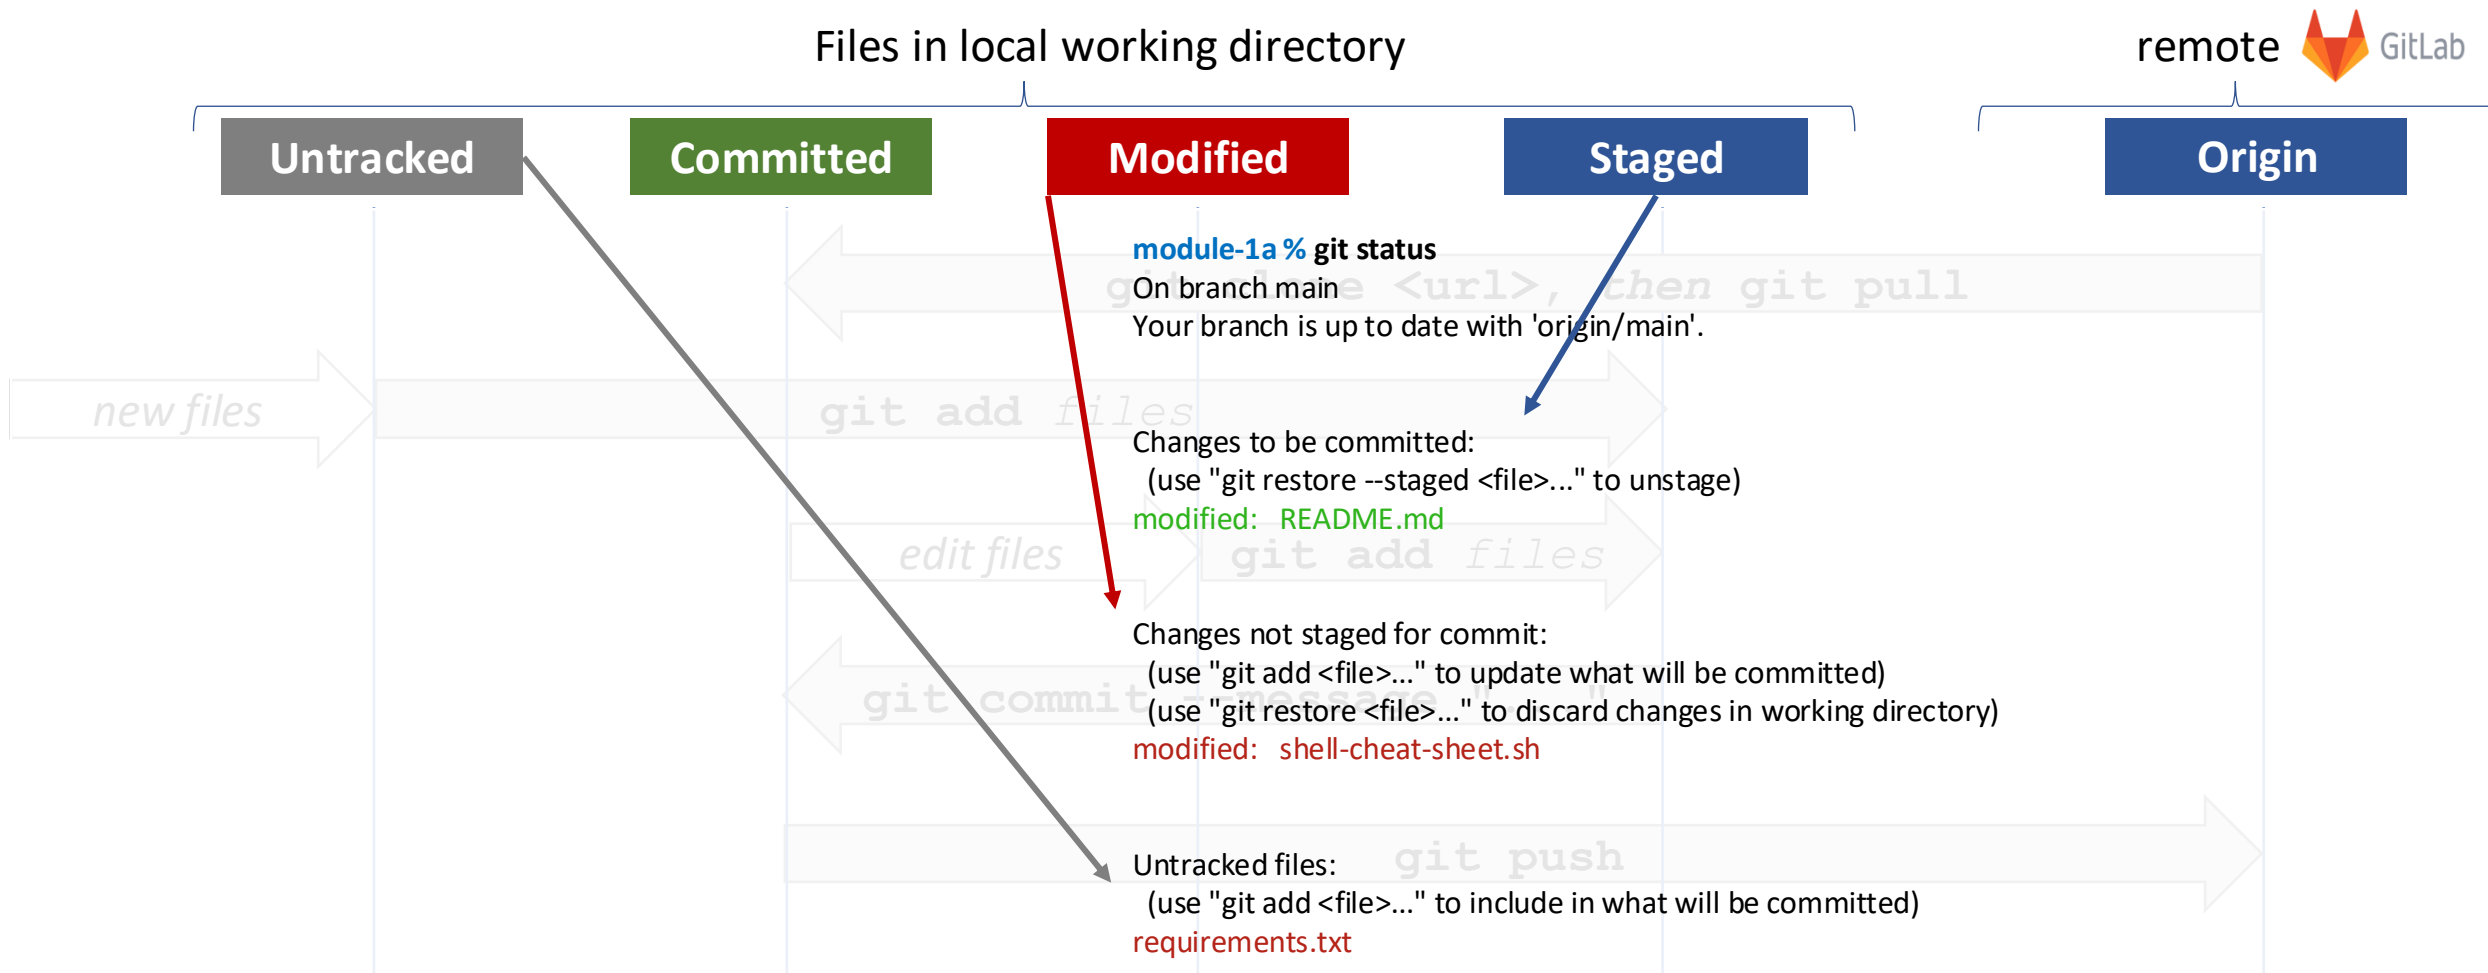 Files in local working directory
remote GitLab
Untracked
Committed
Modified
Staged
Origin
module-1a % git status
git clone <url>, then git pull
On branch main
Your branch is up to date with 'origin/main'.
new files
git add files
Changes to be committed:
(use "git restore --staged <file>..." to unstage)
modified: README.md
edit files
git add files
Changes not staged for commit:
(use "git add <file>..." to update what will be committed)
git commit --message "..."
(use "git restore <file>..." to discard changes in working directory)
modified: shell-cheat-sheet.sh
git push
Untracked files:
(use "git add <file>..." to include in what will be committed)
requirements.txt